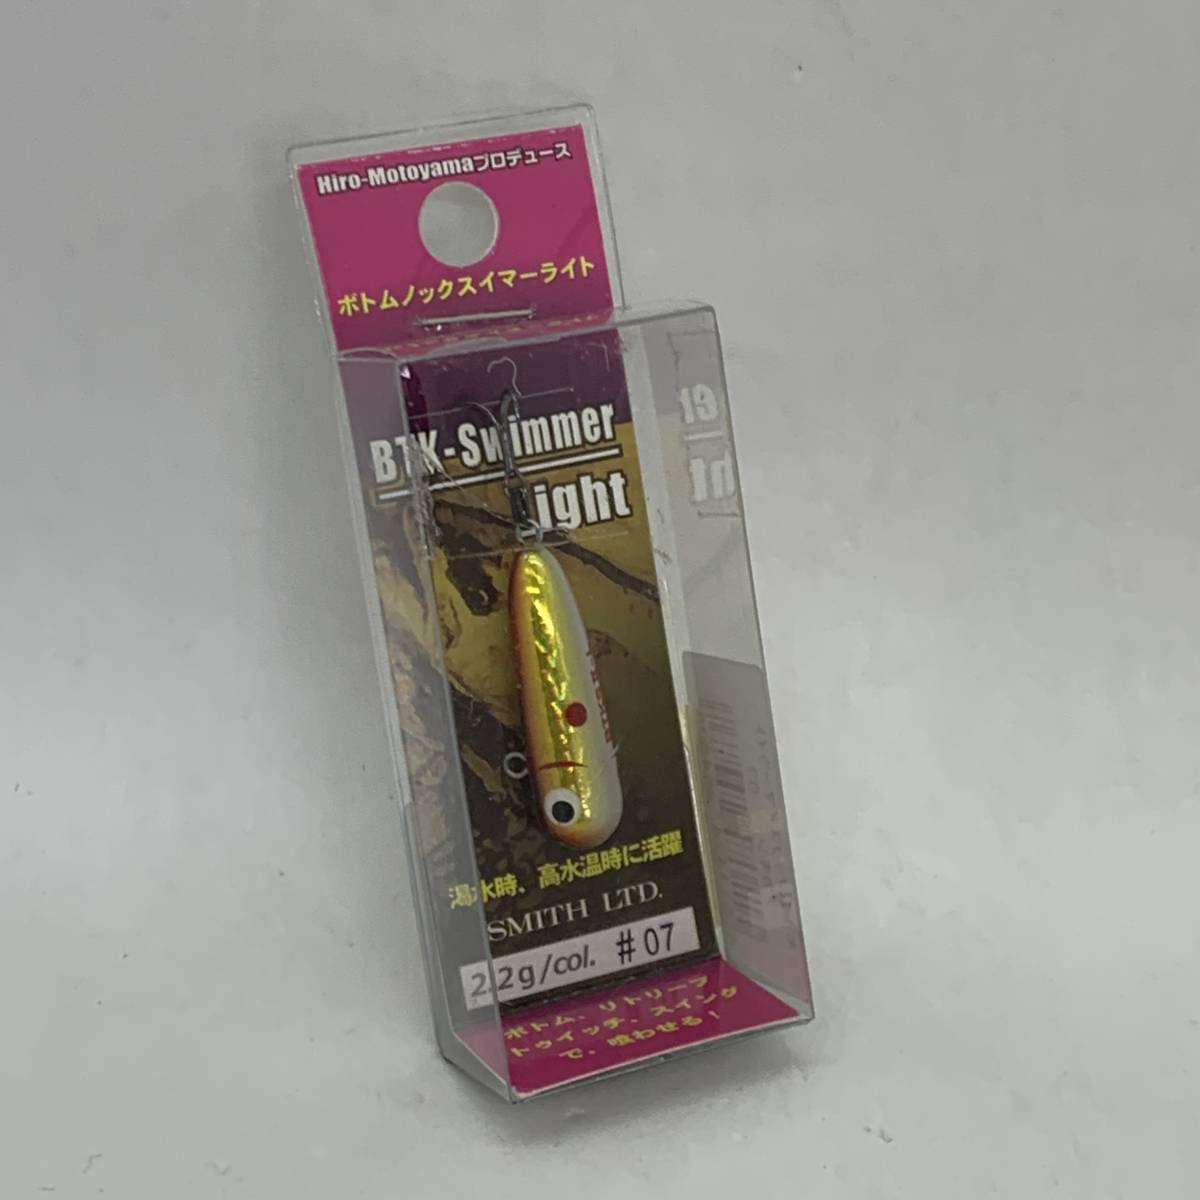 Hiro-Motoyamaプロデュース
ボトムノックスイマーライト
BTK-Swimmer
Light
渇水時、高水温時に活躍
SMITH LTD.
2.2g/col. #07
ボトム、リトリーブ
トゥイッチ、スイング
で、喰わせる！